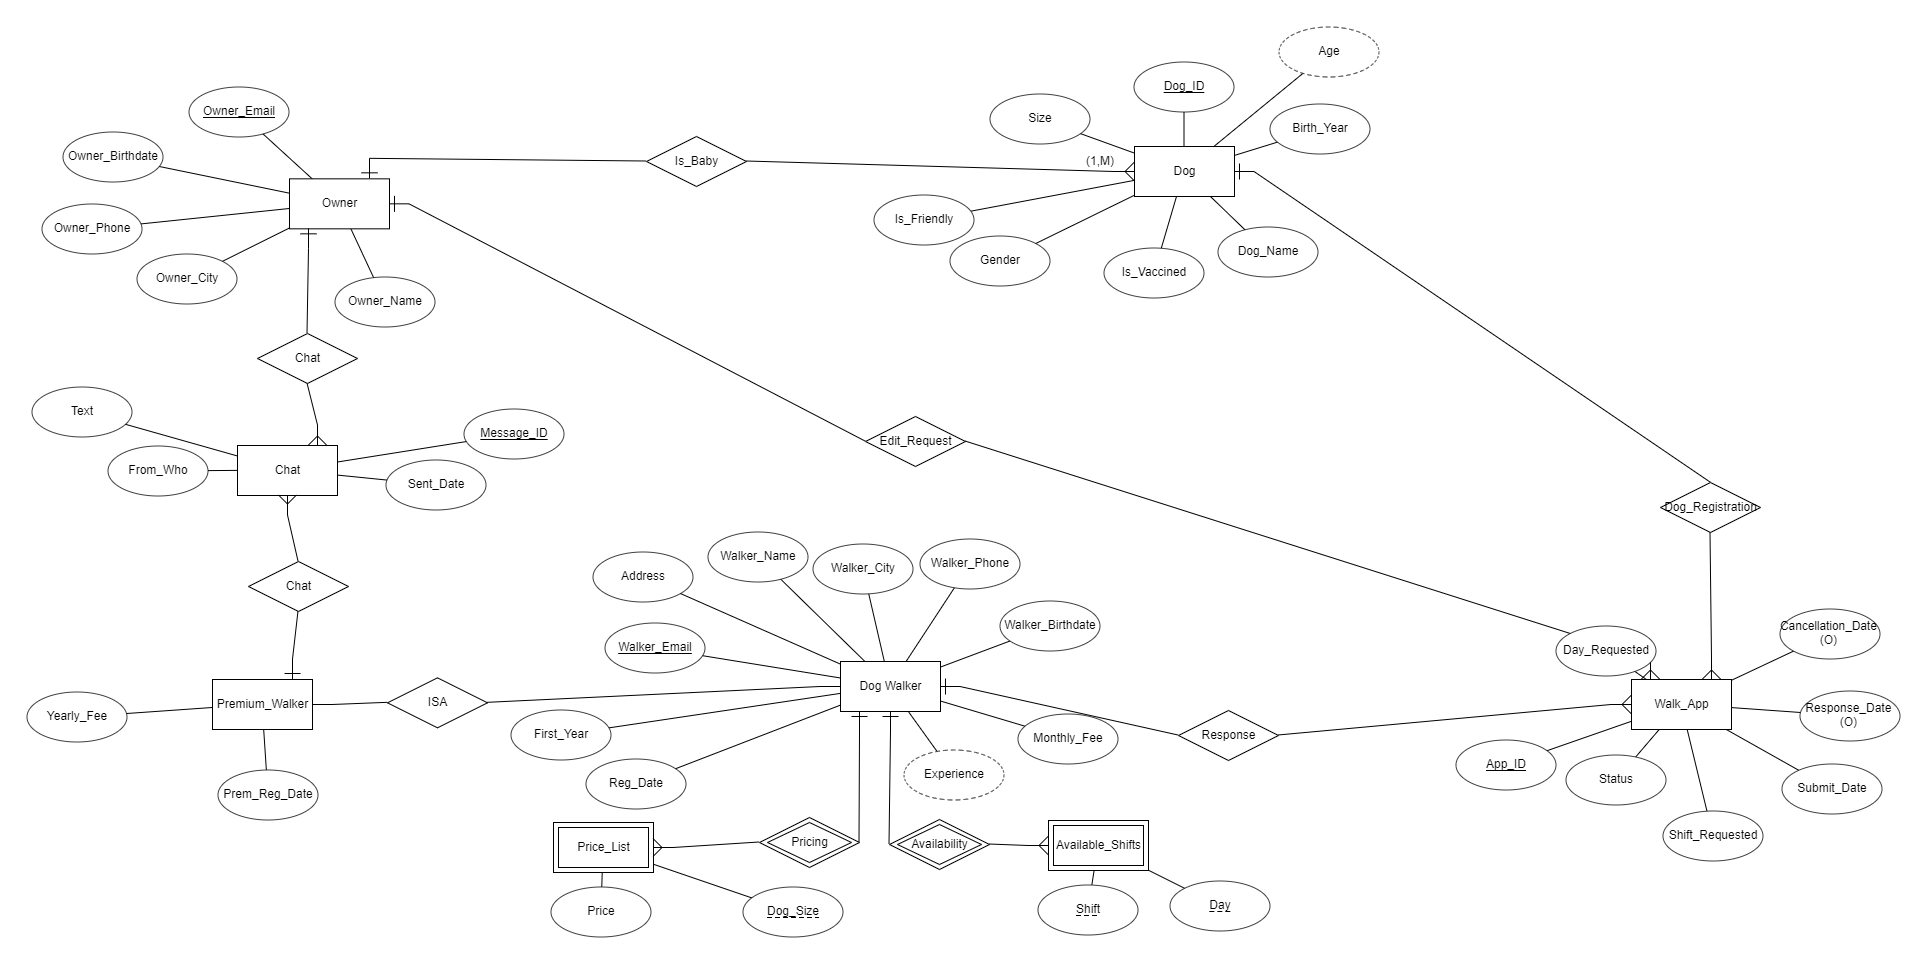 Age
Dog_ID
Owner_Email
Size
Birth_Year
Owner_Birthdate
Is_Baby
(1,M)
Dog
Owner
Is_Friendly
Owner_Phone
Dog_Name
Gender
Is_Vaccined
Owner_City
Owner_Name
Chat
Text
Message_ID
Edit_Request
Chat
From_Who
Sent_Date
Dog_Registration
Walker_Name
Walker_City
Walker_Phone
Address
Chat
Walker_Birthdate
Cancellation_Date
(O)
Walker_Email
Day_Requested
Dog Walker
Premium_Walker
ISA
Walk_App
Response_Date
(O)
Yearly_Fee
First_Year
Monthly_Fee
Response
App_ID
Experience
Status
Reg_Date
Submit_Date
Prem_Reg_Date
Shift_Requested
Price_List
Pricing
Availability
Available_Shifts
Price
Dog_Size
Shift
Day